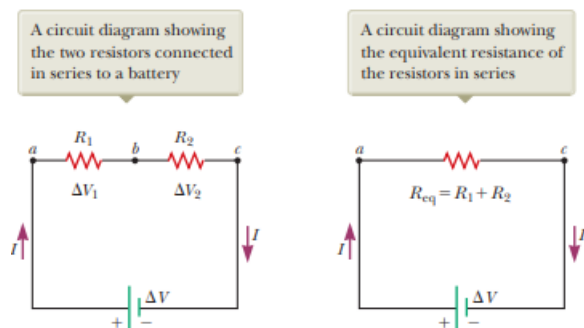 A circuit diagram showing
the two resistors connected
in series to a battery
A circuit diagram showing
the equivalent resistance of
the resistors in series
a R₁ b R₂ c
ΔV₁ ΔV₂
I I
ΔV
+ −
a c
R_eq = R₁ + R₂
I I
ΔV
+ −